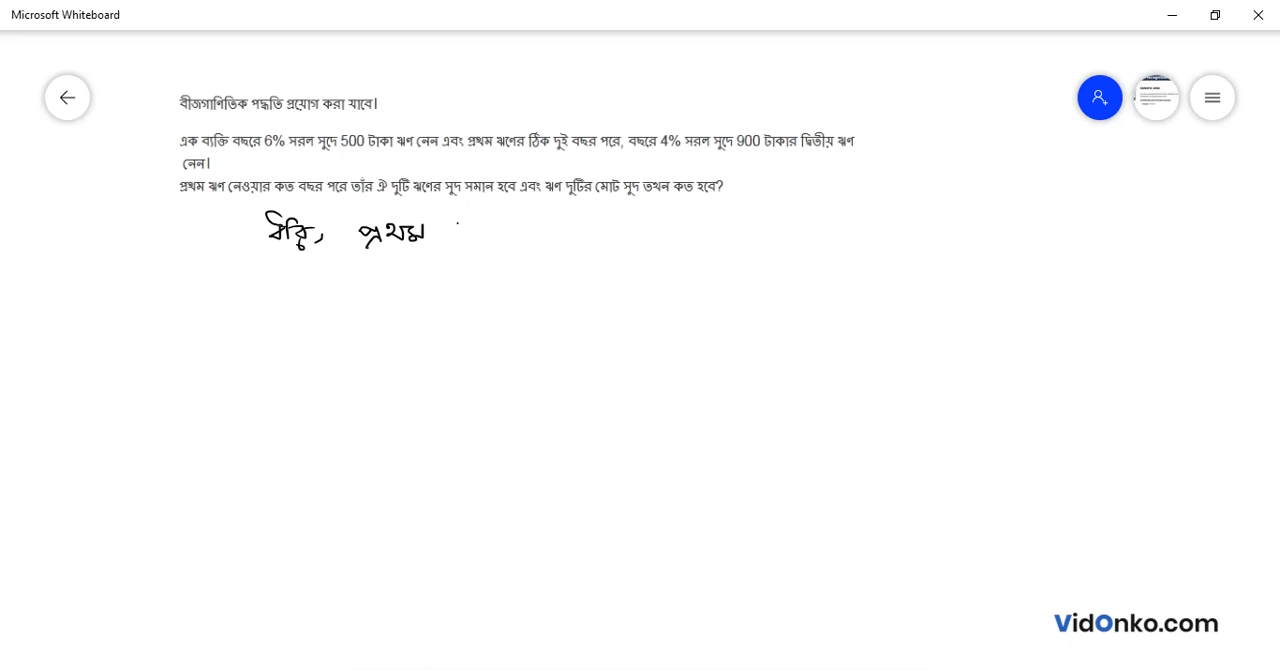 Microsoft Whiteboard
বীজগাণিতিক পদ্ধতি প্রয়োগ করা যাবে।
এক ব্যক্তি বছরে 6% সরল সুদে 500 টাকা ঋণ নেন এবং প্রথম ঋণের ঠিক দুই বছর পরে, বছরে 4% সরল সুদে 900 টাকার দ্বিতীয় ঋণ
নেন।
প্রথম ঋণ নেওয়ার কত বছর পরে তাঁর ঐ দুটি ঋণের সুদ সমান হবে এবং ঋণ দুটির মোট সুদ তখন কত হবে?
ধরি, প্রথম
VidOnko.com